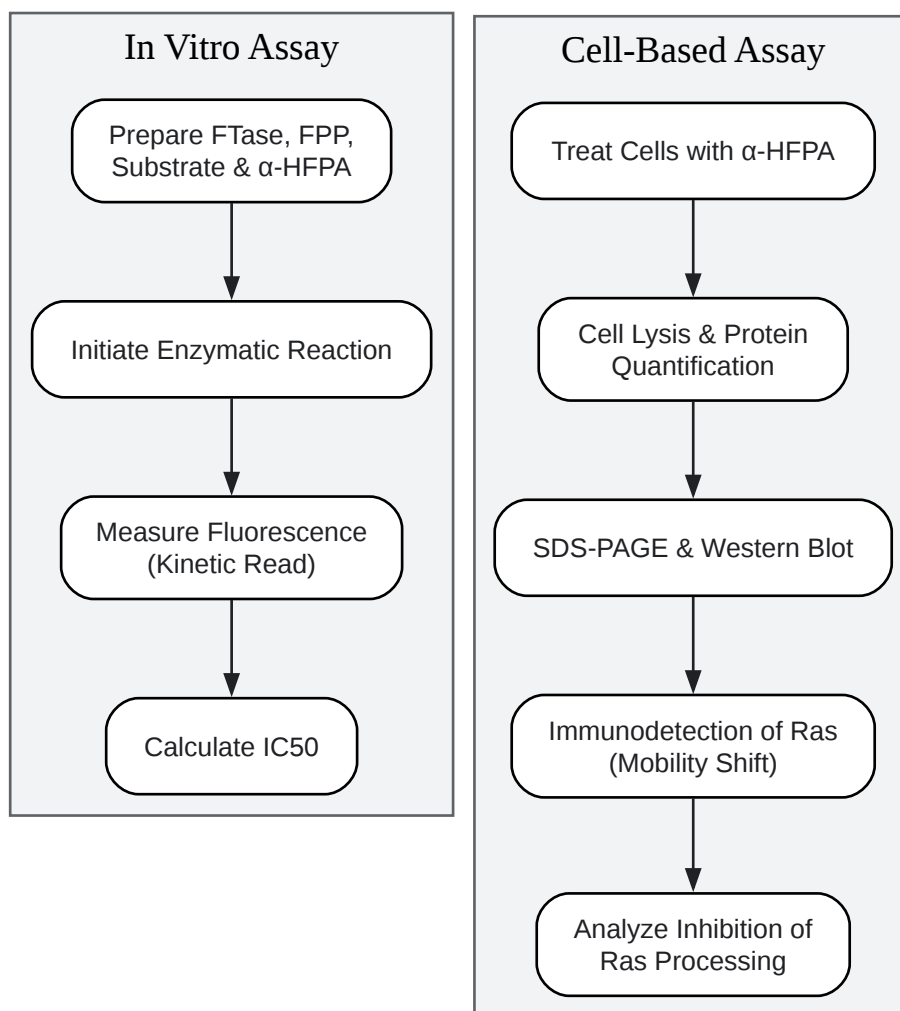 In Vitro Assay
Prepare FTase, FPP,
Substrate & α-HFPA
Initiate Enzymatic Reaction
Measure Fluorescence
(Kinetic Read)
Calculate IC50
Cell-Based Assay
Treat Cells with α-HFPA
Cell Lysis & Protein
Quantification
SDS-PAGE & Western Blot
Immunodetection of Ras
(Mobility Shift)
Analyze Inhibition of
Ras Processing